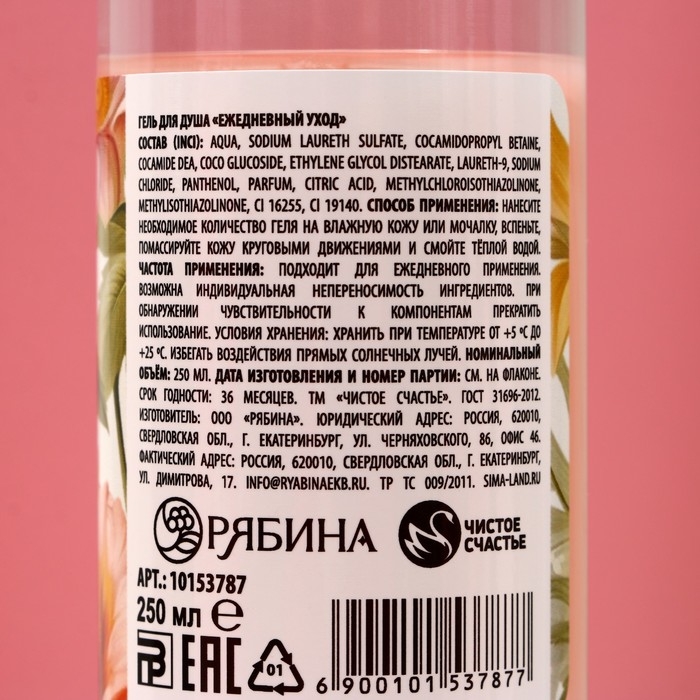 ГЕЛЬ ДЛЯ ДУША «ЕЖЕДНЕВНЫЙ УХОД»
СОСТАВ (INCI): AQUA, SODIUM LAURETH SULFATE, COCAMIDOPROPYL BETAINE,
COCAMIDE DEA, COCO GLUCOSIDE, ETHYLENE GLYCOL DISTEARATE, LAURETH-9, SODIUM
CHLORIDE, PANTHENOL, PARFUM, CITRIC ACID, METHYLCHLOROISOTHIAZOLINONE,
METHYLISOTHIAZOLINONE, CI 16255, CI 19140. СПОСОБ ПРИМЕНЕНИЯ: НАНЕСИТЕ
НЕОБХОДИМОЕ КОЛИЧЕСТВО ГЕЛЯ НА ВЛАЖНУЮ КОЖУ ИЛИ МОЧАЛКУ, ВСПЕНЬТЕ,
ПОМАССИРУЙТЕ КОЖУ КРУГОВЫМИ ДВИЖЕНИЯМИ И СМОЙТЕ ТЁПЛОЙ ВОДОЙ.
ЧАСТОТА ПРИМЕНЕНИЯ: ПОДХОДИТ ДЛЯ ЕЖЕДНЕВНОГО ПРИМЕНЕНИЯ.
ВОЗМОЖНА ИНДИВИДУАЛЬНАЯ НЕПЕРЕНОСИМОСТЬ ИНГРЕДИЕНТОВ. ПРИ
ОБНАРУЖЕНИИ ЧУВСТВИТЕЛЬНОСТИ К КОМПОНЕНТАМ ПРЕКРАТИТЬ
ИСПОЛЬЗОВАНИЕ. УСЛОВИЯ ХРАНЕНИЯ: ХРАНИТЬ ПРИ ТЕМПЕРАТУРЕ ОТ +5 ºС ДО
+25 ºС. ИЗБЕГАТЬ ВОЗДЕЙСТВИЯ ПРЯМЫХ СОЛНЕЧНЫХ ЛУЧЕЙ. НОМИНАЛЬНЫЙ
ОБЪЁМ: 250 МЛ. ДАТА ИЗГОТОВЛЕНИЯ И НОМЕР ПАРТИИ: СМ. НА ФЛАКОНЕ.
СРОК ГОДНОСТИ: 36 МЕСЯЦЕВ. ТМ «ЧИСТОЕ СЧАСТЬЕ». ГОСТ 31696-2012.
ИЗГОТОВИТЕЛЬ: ООО «РЯБИНА». ЮРИДИЧЕСКИЙ АДРЕС: РОССИЯ, 620010,
СВЕРДЛОВСКАЯ ОБЛ., Г. ЕКАТЕРИНБУРГ, УЛ. ЧЕРНЯХОВСКОГО, 86, ОФИС 46.
ФАКТИЧЕСКИЙ АДРЕС: РОССИЯ, 620010, СВЕРДЛОВСКАЯ ОБЛ., Г. ЕКАТЕРИНБУРГ,
УЛ. ДИМИТРОВА, 17. INFO@RYABINAEKB.RU. ТР ТС 009/2011. SIMA-LAND.RU
РЯБИНА
ЧИСТОЕ
СЧАСТЬЕ
АРТ.: 10153787
250 МЛ ℮
EAC
01
6 900101 537877